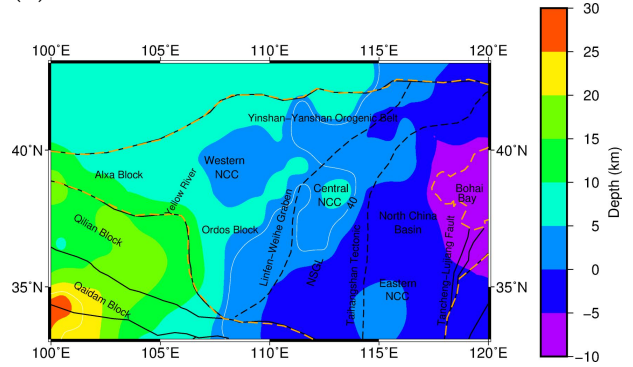 100°E 105°E 110°E 115°E 120°E
30
25
20
15
10
5
0
−5
−10
Depth (km)
Yinshan−Yanshan Orogenic Belt
40°N 40°N
Western
NCC
Alxa Block
Yellow River
Central
NCC
40
Bohai
Bay
Ordos Block
North China
Basin
Qilian Block
Linfen−Weihe Graben
NSGL
Taihangshan Tectonic
Tancheng−Lujiang Fault
35°N 35°N
Eastern
NCC
Qaidam Block
100°E 105°E 110°E 115°E 120°E